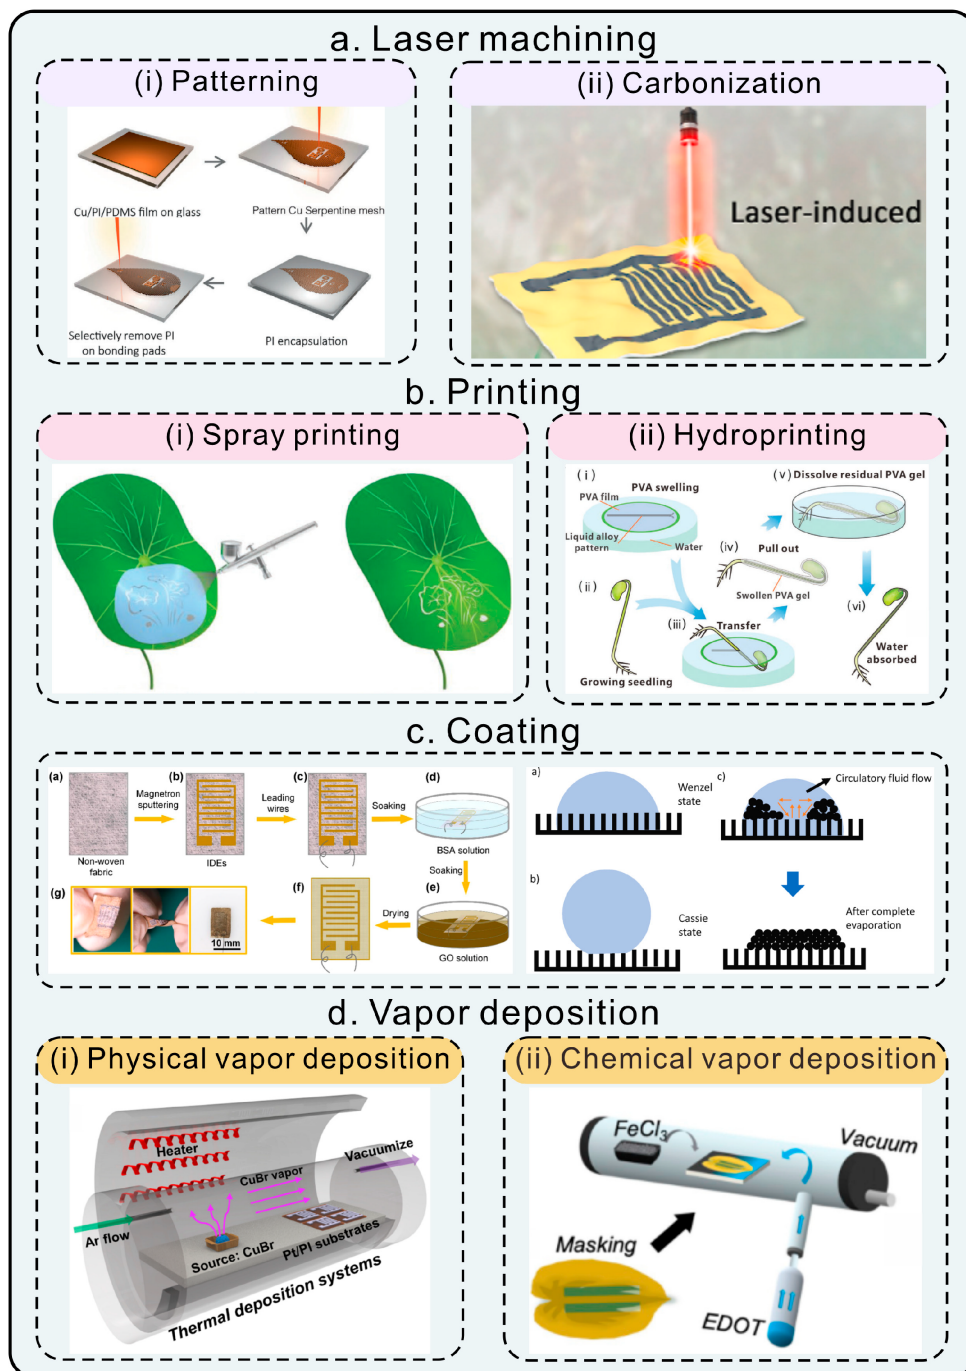 a. Laser machining
(i) Patterning
Cu/PI/PDMS film on glass
Pattern Cu Serpentine mesh
Selectively remove PI
on bonding pads
PI encapsulation
(ii) Carbonization
Laser-induced
b. Printing
(i) Spray printing
(ii) Hydroprinting
(i)
PVA swelling
PVA film
Liquid alloy
pattern
Water
(v) Dissolve residual PVA gel
(iv)
Pull out
Swollen PVA gel
(ii)
Growing seedling
(iii)
Transfer
(vi)
Water
absorbed
c. Coating
(a)
Non-woven
fabric
Magnetron
sputtering
(b)
IDEs
Leading
wires
(c)
Soaking
(d)
BSA solution
Soaking
(e)
GO solution
Drying
(f)
(g)
10 mm
a)
Wenzel
state
b)
Cassie
state
c)
Circulatory fluid flow
After complete
evaporation
d. Vapor deposition
(i) Physical vapor deposition
Heater
Vacuumize
CuBr vapor
Ar flow
Source: CuBr
Pt/PI substrates
Thermal deposition systems
(ii) Chemical vapor deposition
FeCl₃
Vacuum
Masking
EDOT